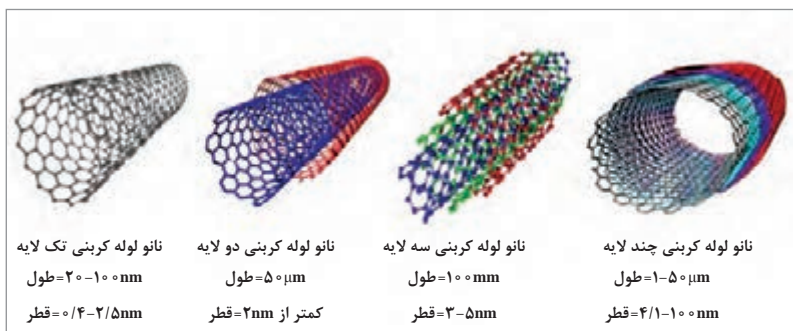 نانو لوله کربنی تک لایه
طول=۲۰-۱۰۰nm
قطر=۰/۴-۲/۵nm
نانو لوله کربنی دو لایه
طول=۵۰µm
قطر=۲nm کمتر از
نانو لوله کربنی سه لایه
طول=۱۰۰mm
قطر=۳-۵nm
نانو لوله کربنی چند لایه
طول=۱-۵۰µm
قطر=۴/۱-۱۰۰nm